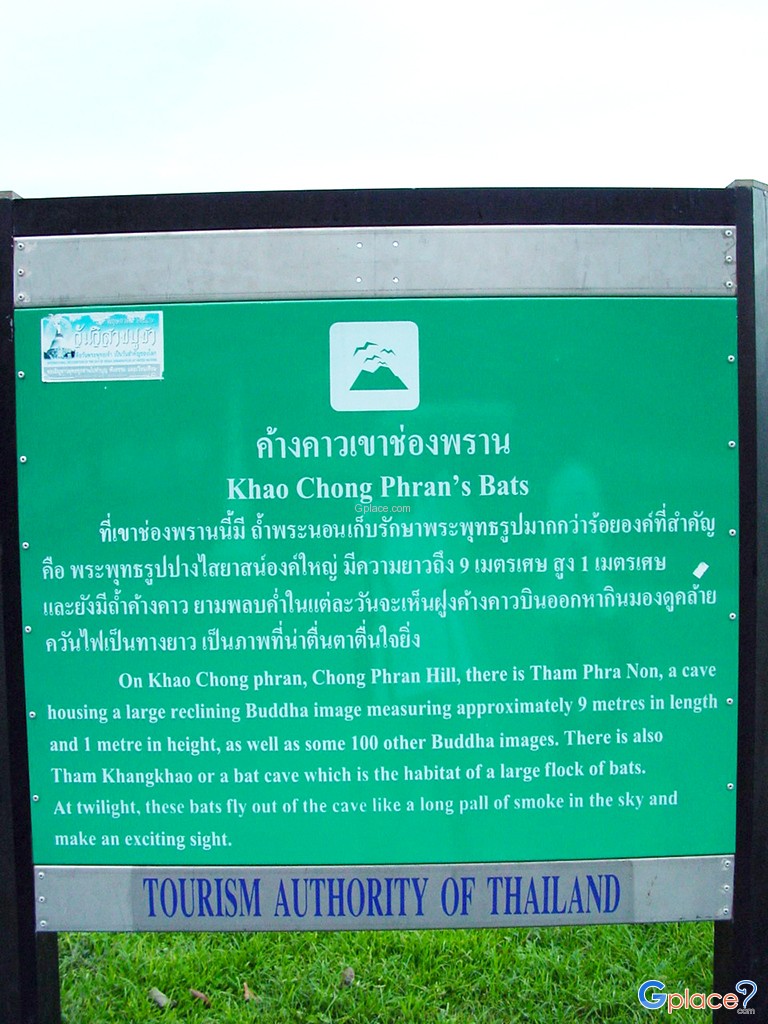 วันวิสาขบูชา
ค้างคาวเขาช่องพราน
Khao Chong Phran's Bats
Gplace.com
ที่เขาช่องพรานนี้มี ถ้ำพระนอนเก็บรักษาพระพุทธรูปมากกว่าร้อยองค์ที่สำคัญ
คือ พระพุทธรูปปางไสยาสน์องค์ใหญ่ มีความยาวถึง 9 เมตรเศษ สูง 1 เมตรเศษ
และยังมีถ้ำค้างคาว ยามพลบค่ำในแต่ละวันจะเห็นฝูงค้างคาวบินออกหากินมองดูคล้าย
ควันไฟเป็นทางยาว เป็นภาพที่น่าตื่นตาตื่นใจยิ่ง
On Khao Chong phran, Chong Phran Hill, there is Tham Phra Non, a cave
housing a large reclining Buddha image measuring approximately 9 metres in length
and 1 metre in height, as well as some 100 other Buddha images. There is also
Tham Khangkhao or a bat cave which is the habitat of a large flock of bats.
At twilight, these bats fly out of the cave like a long pall of smoke in the sky and
make an exciting sight.
TOURISM AUTHORITY OF THAILAND
Gplace?.com